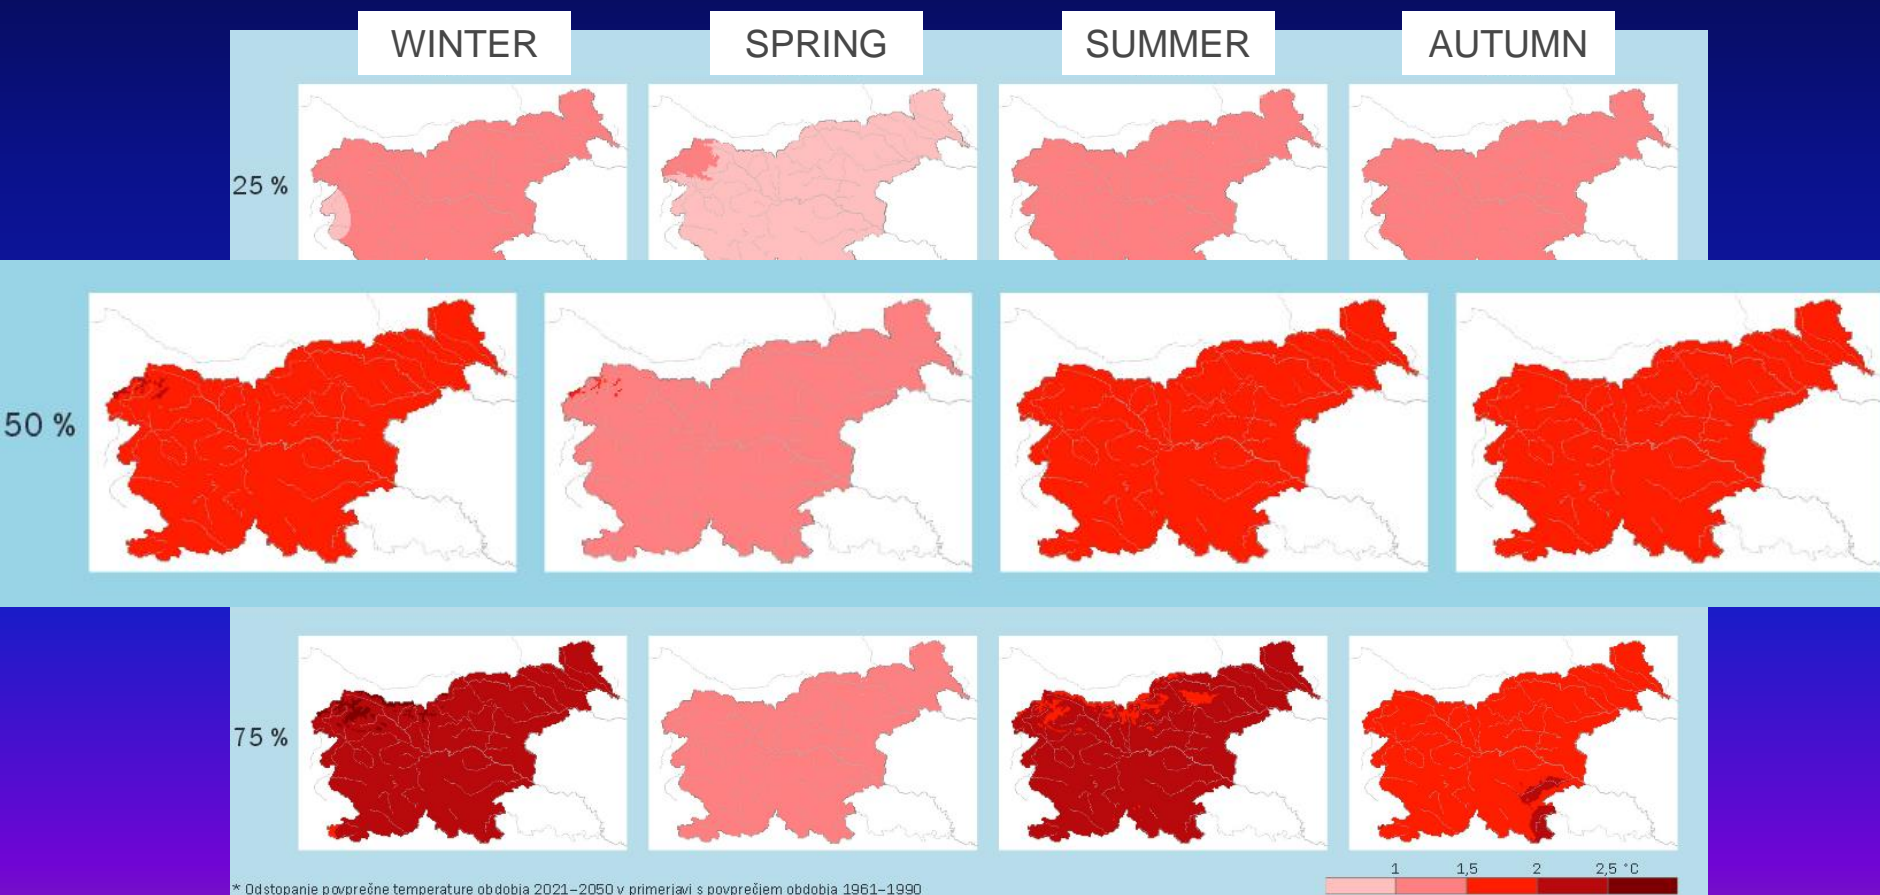 WINTER SPRING SUMMER AUTUMN
25 %
50 %
75 %
1 1,5 2 2,5 °C
* Odstopanje povprečne temperature obdobja 2021–2050 v primerjavi s povprečjem obdobja 1961–1990